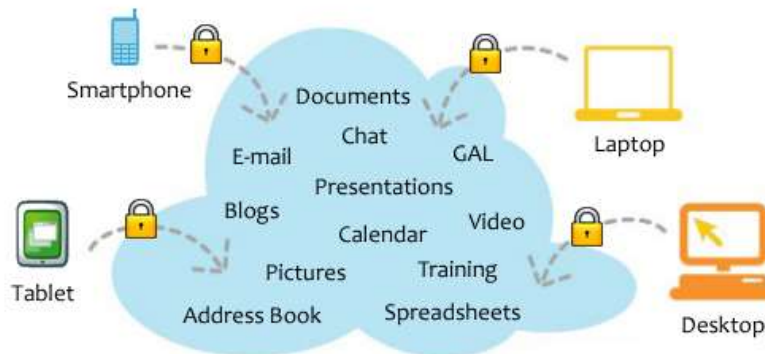 Smartphone
Documents
Chat
E-mail
GAL
Laptop
Presentations
Blogs
Video
Calendar
Tablet
Pictures
Training
Address Book
Spreadsheets
Desktop